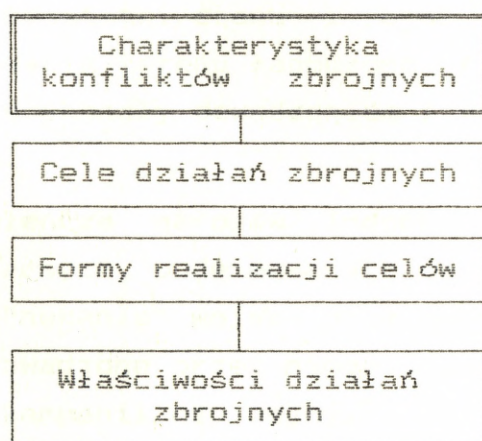 Charakterystyka
konfliktów zbrojnych
Cele działań zbrojnych
Formy realizacji celów
Właściwości działań
zbrojnych